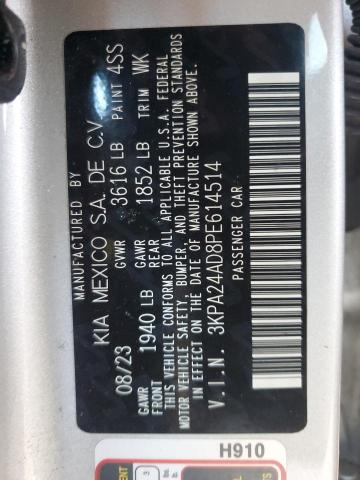 MANUFACTURED BY
KIA MEXICO S.A. DE C.V.
08/23 GVWR 3616 LB PAINT 4SS
GAWR FRONT 1940 LB GAWR REAR 1852 LB TRIM WK
THIS VEHICLE CONFORMS TO ALL APPLICABLE U.S.A. FEDERAL
MOTOR VEHICLE SAFETY, BUMPER, AND THEFT PREVENTION STANDARDS
IN EFFECT ON THE DATE OF MANUFACTURE SHOWN ABOVE.
V.I.N. 3KPA24AD8PE614514
PASSENGER CAR
H910